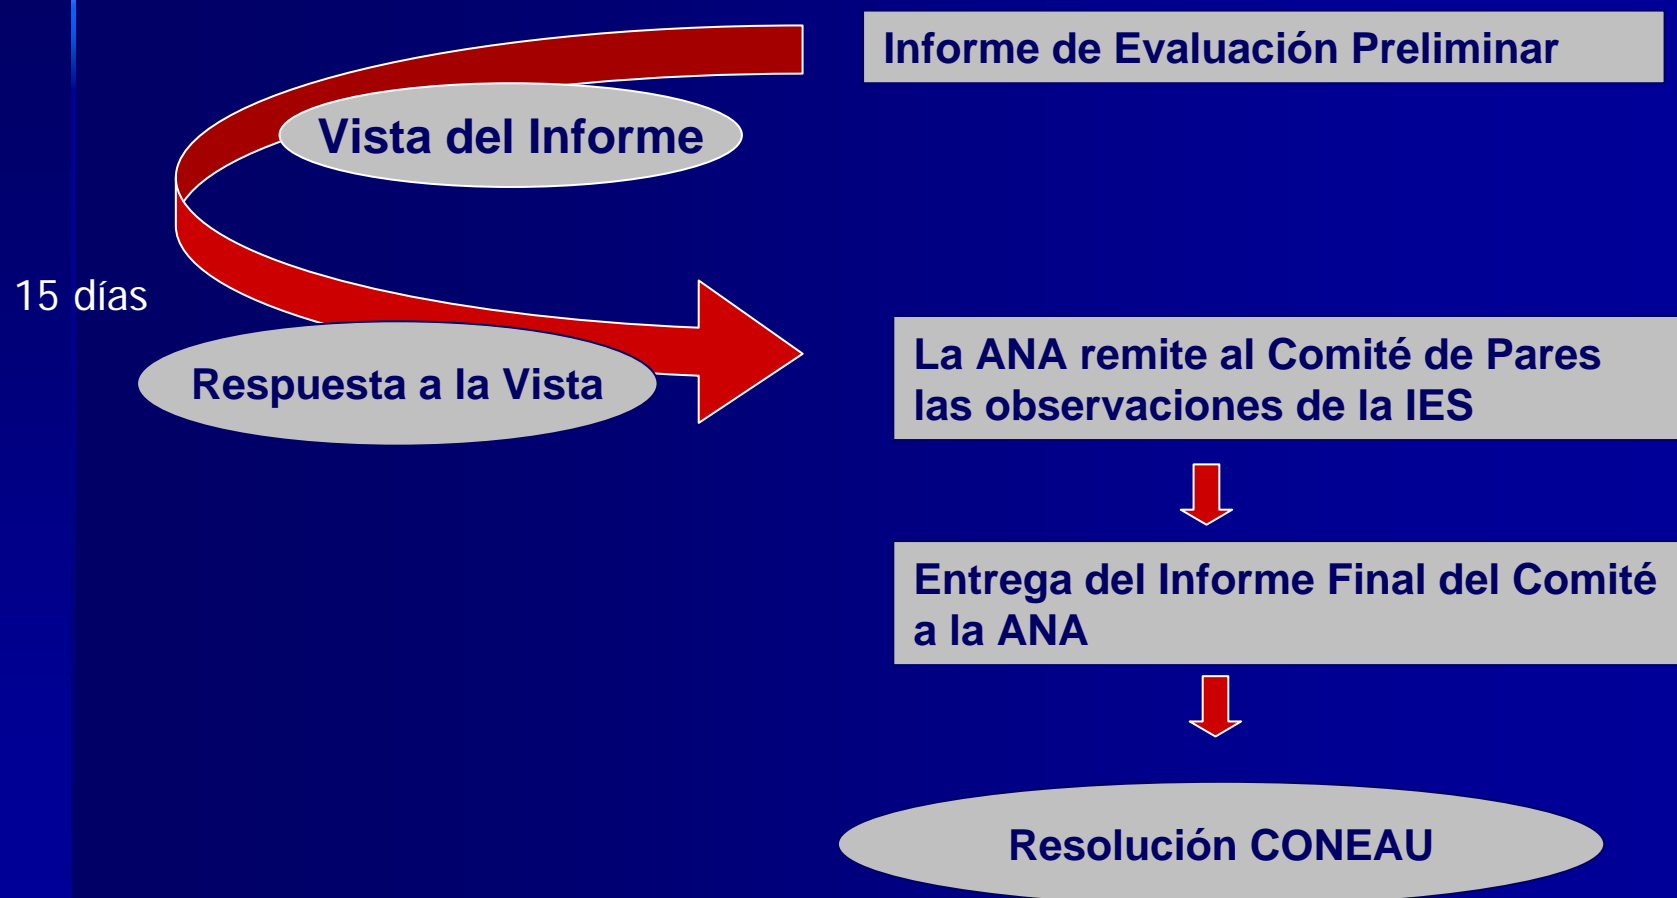 Informe de Evaluación Preliminar
Vista del Informe
15 días
Respuesta a la Vista
La ANA remite al Comité de Pares
las observaciones de la IES
Entrega del Informe Final del Comité
a la ANA
Resolución CONEAU